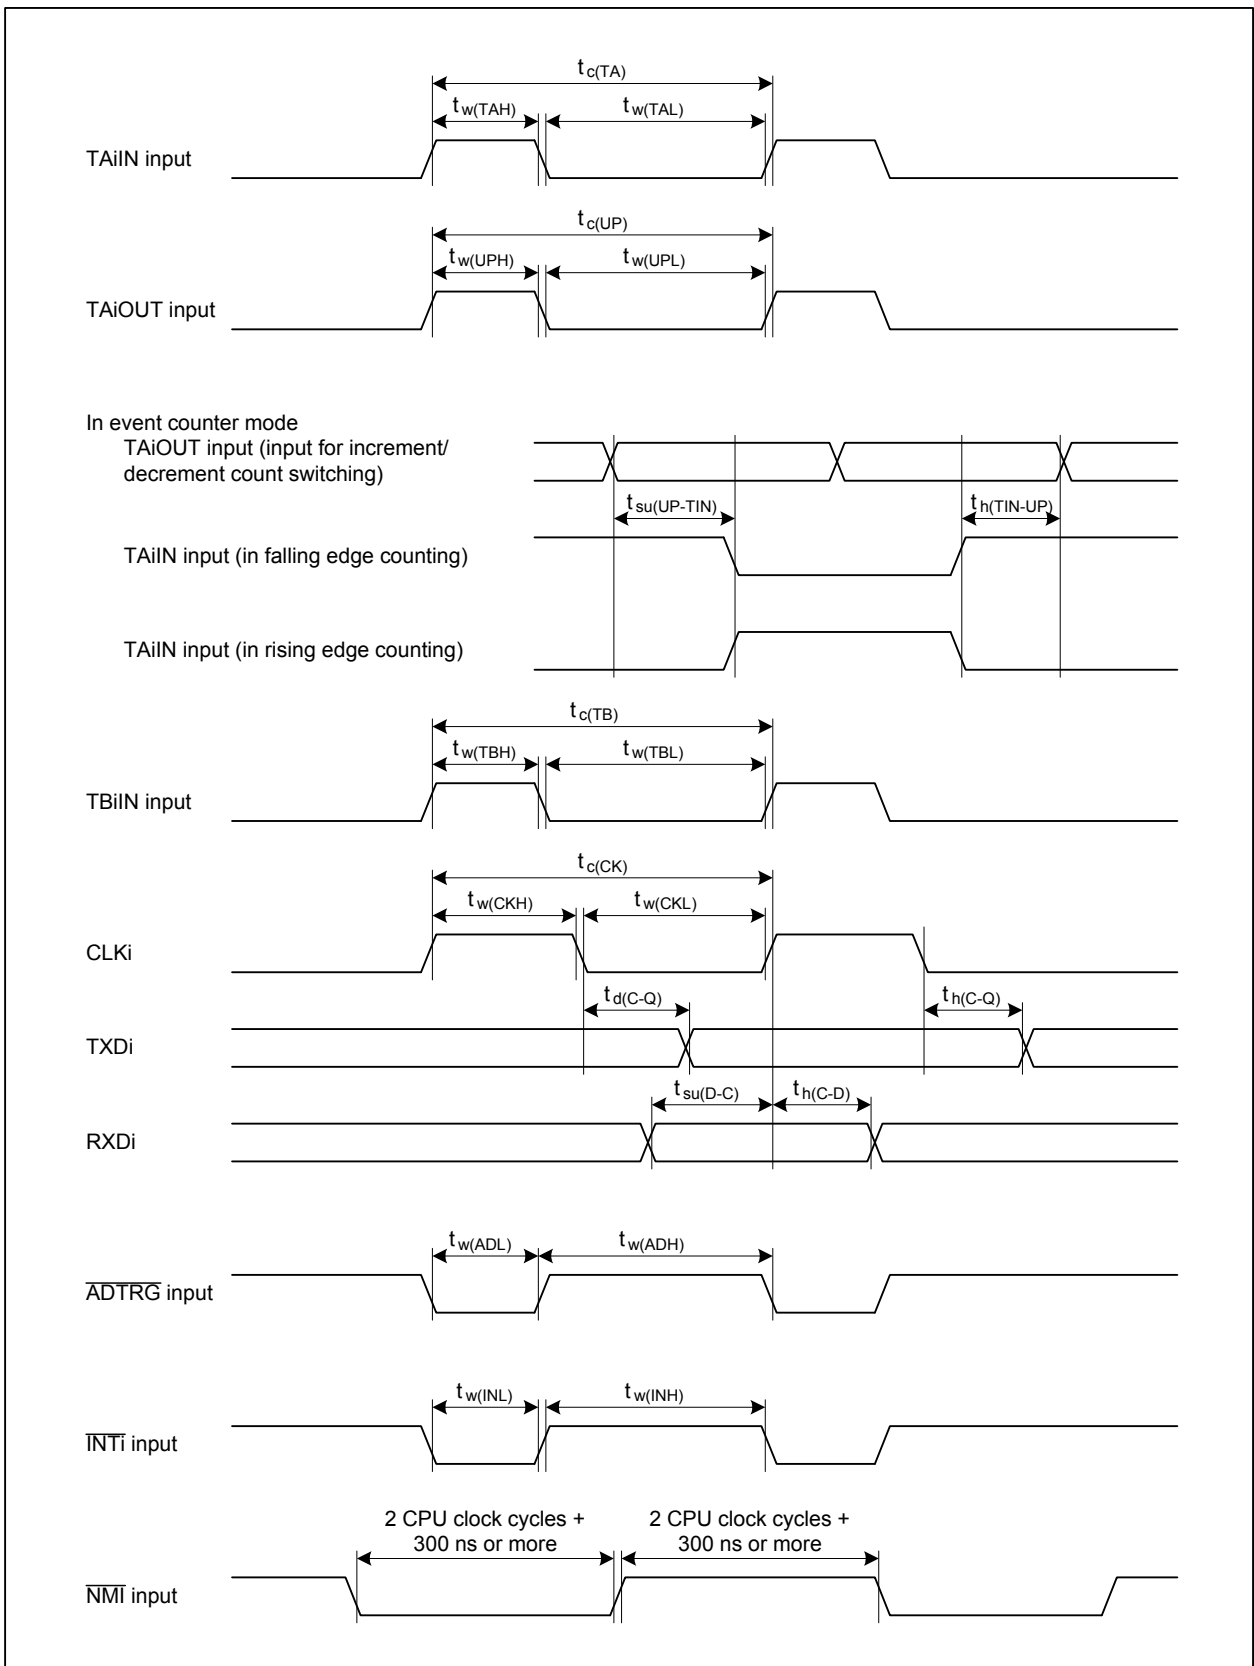 tc(TA)
tw(TAH)
tw(TAL)
TAiIN input
tc(UP)
tw(UPH)
tw(UPL)
TAiOUT input
In event counter mode
TAiOUT input (input for increment/
decrement count switching)
tsu(UP-TIN)
th(TIN-UP)
TAiIN input (in falling edge counting)
TAiIN input (in rising edge counting)
tc(TB)
tw(TBH)
tw(TBL)
TBiIN input
tc(CK)
tw(CKH)
tw(CKL)
CLKi
td(C-Q)
th(C-Q)
TXDi
tsu(D-C)
th(C-D)
RXDi
tw(ADL)
tw(ADH)
ADTRG input
tw(INL)
tw(INH)
INTi input
2 CPU clock cycles +
300 ns or more
2 CPU clock cycles +
300 ns or more
NMI input